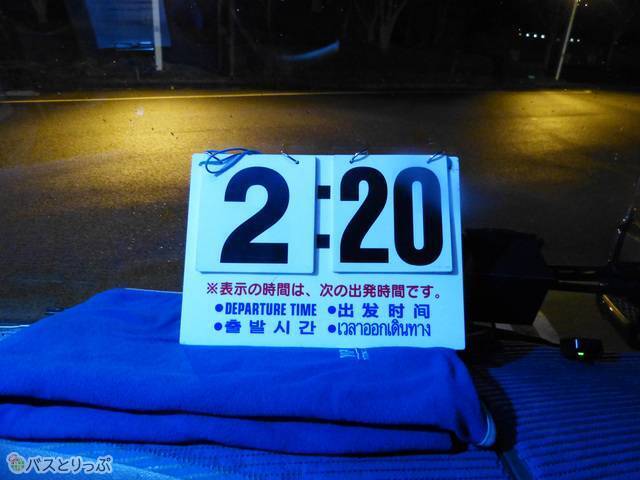 2:20
※表示の時間は、次の出発時間です。
●DEPARTURE TIME ●出发时间
●출발시간 ●เวลาออกเดินทาง
バスとりっぷ